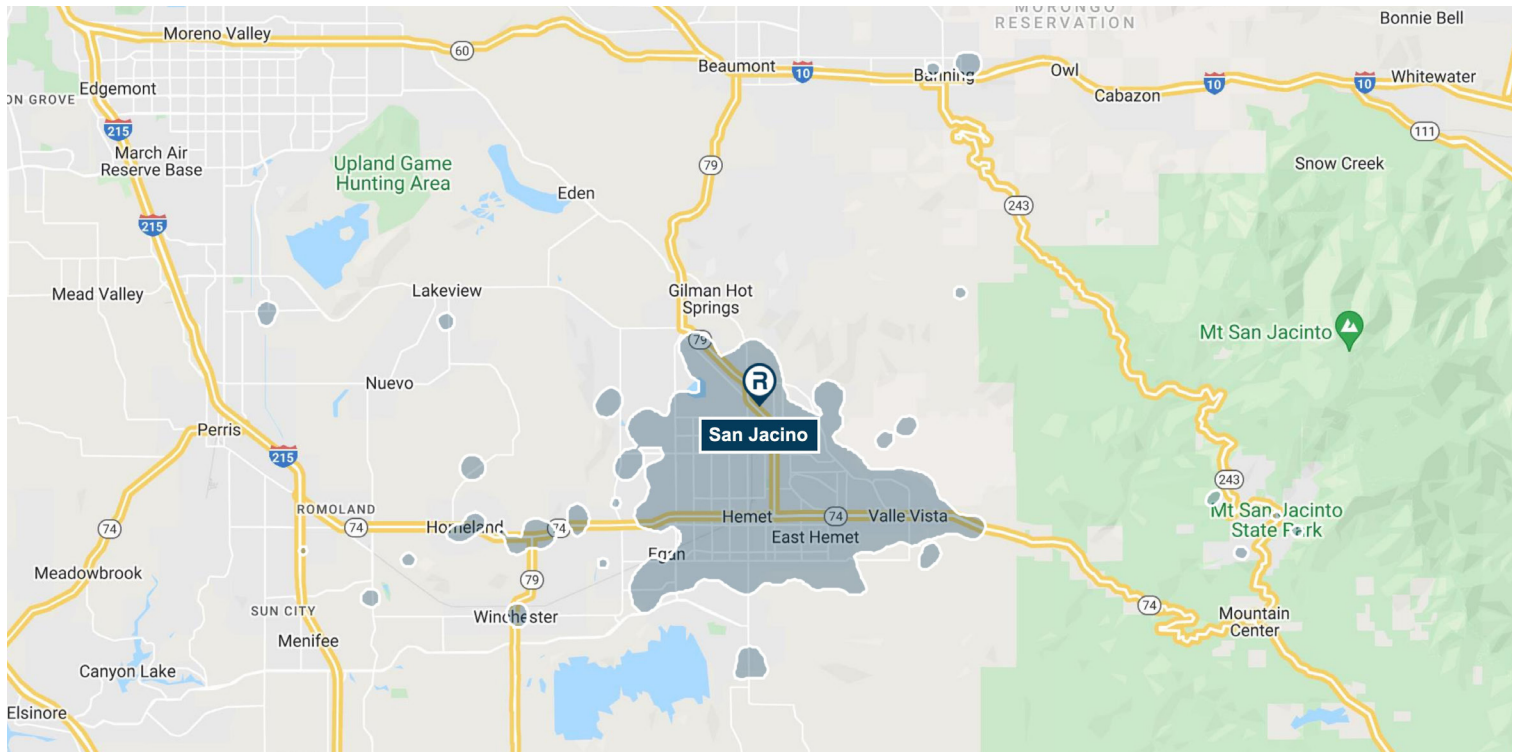 MORONGO
RESERVATION
Bonnie Bell
Moreno Valley
60
Beaumont
10
Banning
Owl
10
10
Whitewater
Cabazon
ON GROVE
Edgemont
215
111
March Air
Reserve Base
Upland Game
Hunting Area
79
Snow Creek
Eden
243
215
Mead Valley
Lakeview
Gilman Hot
Springs
Mt San Jacinto
79
Nuevo
R
San Jacino
Perris
215
243
ROMOLAND
74
74
Homeland
74
Hemet
74
Valle Vista
East Hemet
Mt San Jacinto
State Park
Egan
Meadowbrook
79
SUN CITY
Winchester
74
Mountain
Center
Menifee
Canyon Lake
Elsinore